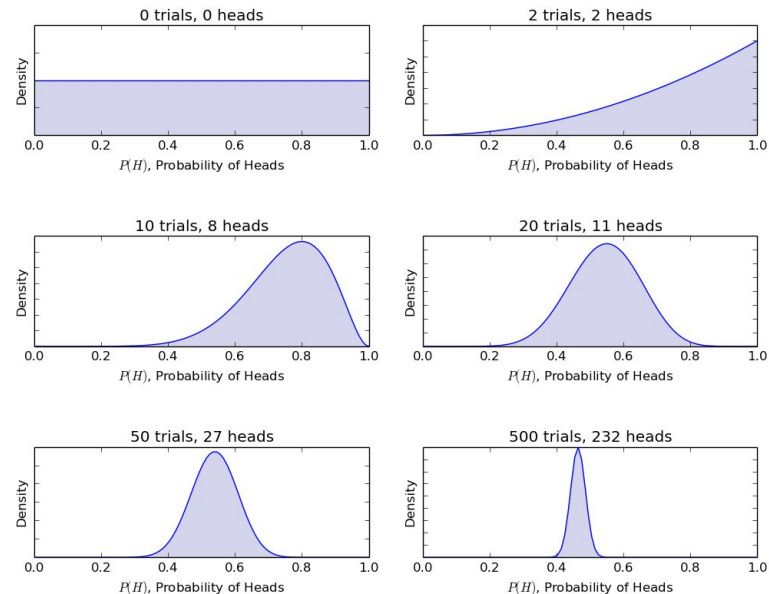 0 trials, 0 heads
Density
0.0 0.2 0.4 0.6 0.8 1.0
P(H), Probability of Heads
2 trials, 2 heads
Density
0.0 0.2 0.4 0.6 0.8 1.0
P(H), Probability of Heads
10 trials, 8 heads
Density
0.0 0.2 0.4 0.6 0.8 1.0
P(H), Probability of Heads
20 trials, 11 heads
Density
0.0 0.2 0.4 0.6 0.8 1.0
P(H), Probability of Heads
50 trials, 27 heads
Density
0.0 0.2 0.4 0.6 0.8 1.0
P(H), Probability of Heads
500 trials, 232 heads
Density
0.0 0.2 0.4 0.6 0.8 1.0
P(H), Probability of Heads